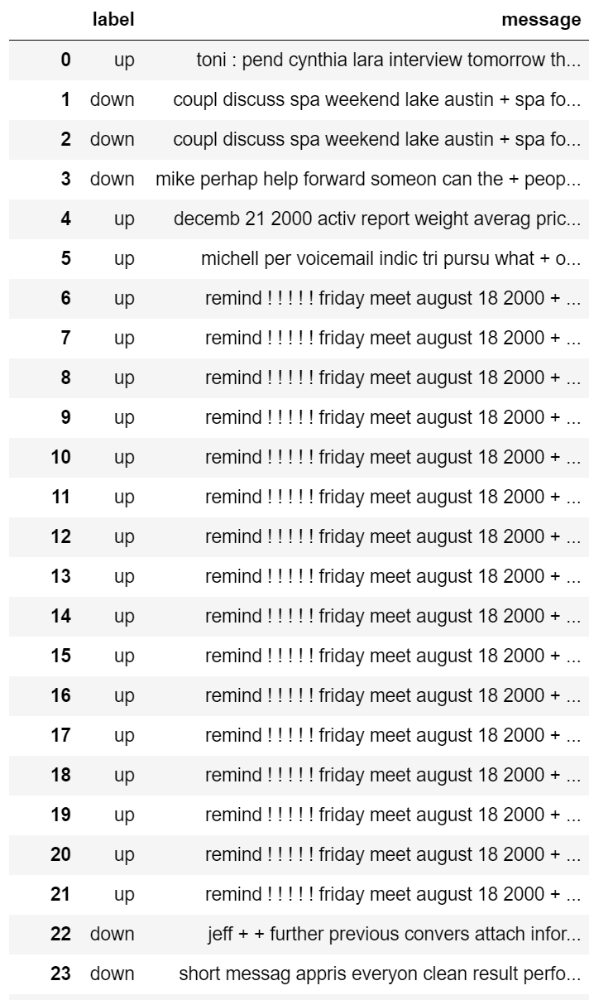 label message
0 up toni : pend cynthia lara interview tomorrow th...
1 down coupl discuss spa weekend lake austin + spa fo...
2 down coupl discuss spa weekend lake austin + spa fo...
3 down mike perhap help forward someon can the + peop...
4 up decemb 21 2000 activ report weight averag pric...
5 up michell per voicemail indic tri pursu what + o...
6 up remind ! ! ! ! ! friday meet august 18 2000 + ...
7 up remind ! ! ! ! ! friday meet august 18 2000 + ...
8 up remind ! ! ! ! ! friday meet august 18 2000 + ...
9 up remind ! ! ! ! ! friday meet august 18 2000 + ...
10 up remind ! ! ! ! ! friday meet august 18 2000 + ...
11 up remind ! ! ! ! ! friday meet august 18 2000 + ...
12 up remind ! ! ! ! ! friday meet august 18 2000 + ...
13 up remind ! ! ! ! ! friday meet august 18 2000 + ...
14 up remind ! ! ! ! ! friday meet august 18 2000 + ...
15 up remind ! ! ! ! ! friday meet august 18 2000 + ...
16 up remind ! ! ! ! ! friday meet august 18 2000 + ...
17 up remind ! ! ! ! ! friday meet august 18 2000 + ...
18 up remind ! ! ! ! ! friday meet august 18 2000 + ...
19 up remind ! ! ! ! ! friday meet august 18 2000 + ...
20 up remind ! ! ! ! ! friday meet august 18 2000 + ...
21 up remind ! ! ! ! ! friday meet august 18 2000 + ...
22 down jeff + + further previous convers attach infor...
23 down short messag appris everyon clean result perfo...